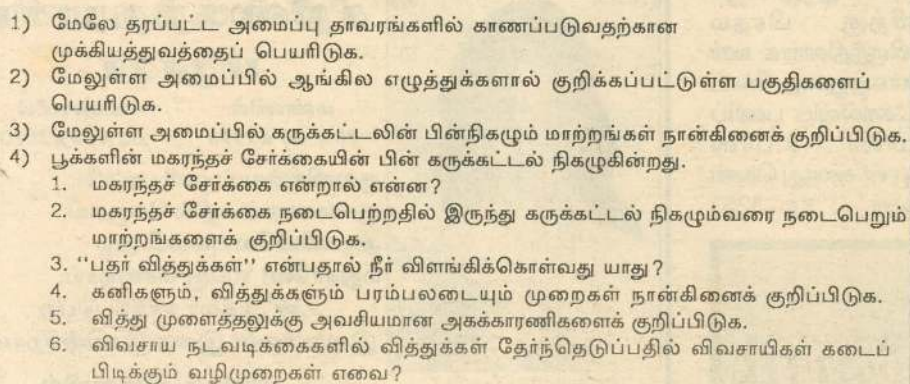 1) மேலே தரப்பட்ட அமைப்பு தாவரங்களில் காணப்படுவதற்கான
முக்கியத்துவத்தைப் பெயரிடுக.
2) மேலுள்ள அமைப்பில் ஆங்கில எழுத்துக்களால் குறிக்கப்பட்டுள்ள பகுதிகளைப்
பெயரிடுக.
3) மேலுள்ள அமைப்பில் கருக்கட்டலின் பின்நிகழும் மாற்றங்கள் நான்கினைக் குறிப்பிடுக.
4) பூக்களின் மகரந்தச் சேர்க்கையின் பின் கருக்கட்டல் நிகழுகின்றது.
1. மகரந்தச் சேர்க்கை என்றால் என்ன?
2. மகரந்தச் சேர்க்கை நடைபெற்றதில் இருந்து கருக்கட்டல் நிகழும்வரை நடைபெறும்
மாற்றங்களைக் குறிப்பிடுக.
3. "பதர் வித்துக்கள்" என்பதால் நீர் விளங்கிக்கொள்வது யாது?
4. கனிகளும், வித்துக்களும் பரம்பலடையும் முறைகள் நான்கினைக் குறிப்பிடுக.
5. வித்து முளைத்தலுக்கு அவசியமான அகக்காரணிகளைக் குறிப்பிடுக.
6. விவசாய நடவடிக்கைகளில் வித்துக்கள் தேர்ந்தெடுப்பதில் விவசாயிகள் கடைப்
பிடிக்கும் வழிமுறைகள் எவை?